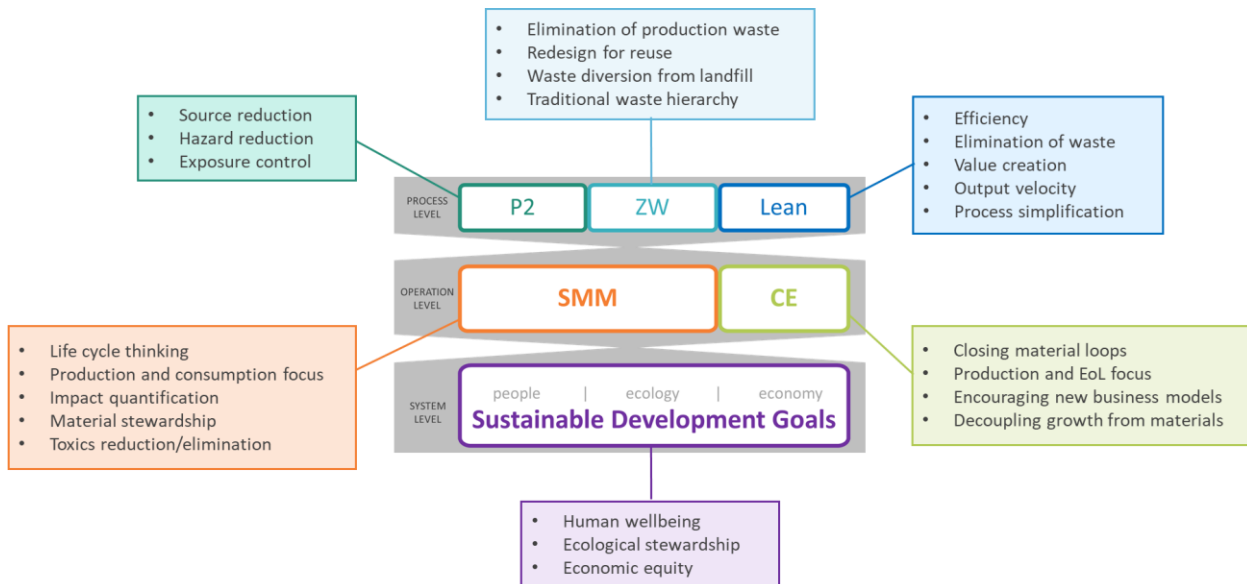 • Elimination of production waste
• Redesign for reuse
• Waste diversion from landfill
• Traditional waste hierarchy
• Source reduction
• Hazard reduction
• Exposure control
• Efficiency
• Elimination of waste
• Value creation
• Output velocity
• Process simplification
PROCESS
LEVEL
P2
ZW
Lean
OPERATION
LEVEL
SMM
CE
• Life cycle thinking
• Production and consumption focus
• Impact quantification
• Material stewardship
• Toxics reduction/elimination
• Closing material loops
• Production and EoL focus
• Encouraging new business models
• Decoupling growth from materials
SYSTEM
LEVEL
people | ecology | economy
Sustainable Development Goals
• Human wellbeing
• Ecological stewardship
• Economic equity